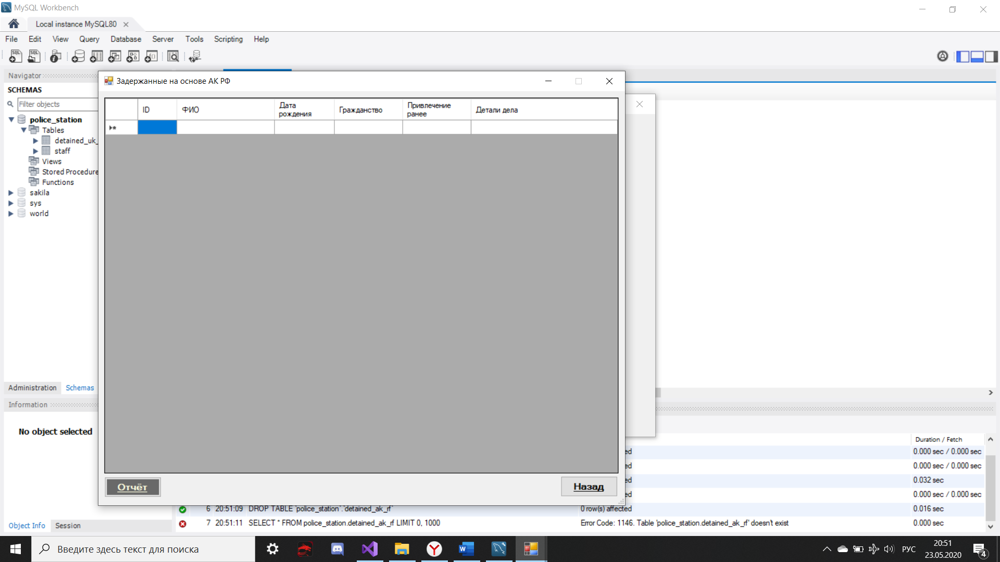 MySQL Workbench
Local instance MySQL80
File Edit View Query Database Server Tools Scripting Help
Navigator
SCHEMAS
Filter objects
police_station
Tables
detained_uk_
staff
Views
Stored Procedure
Functions
sakila
sys
world
Administration Schemas
Information
No object selected
Object Info Session
Задержанные на основе АК РФ
ID ФИО Дата рождения Гражданство Привлечение ранее Детали дела
Отчёт
Назад
Duration / Fetch
ed 0.000 sec / 0.000 sec
ed 0.000 sec / 0.000 sec
ed 0.032 sec
ed 0.000 sec / 0.000 sec
6 20:51:09 DROP TABLE `police_station`.`detained_ak_rf` 0 row(s) affected 0.016 sec
7 20:51:11 SELECT * FROM police_station.detained_ak_rf LIMIT 0, 1000 Error Code: 1146. Table 'police_station.detained_ak_rf' doesn't exist 0.000 sec
Введите здесь текст для поиска
РУС
20:51
23.05.2020
4